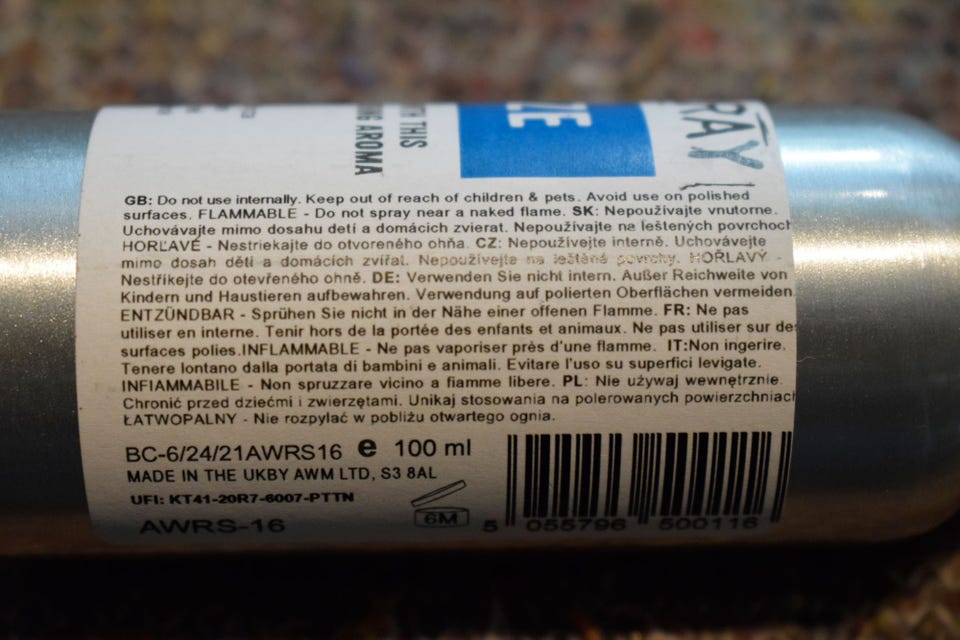 RAY
ZE
TH THIS
NG AROMA
GB: Do not use internally. Keep out of reach of children & pets. Avoid use on polished
surfaces. FLAMMABLE - Do not spray near a naked flame. SK: Nepoužívajte vnutorne.
Uchovávajte mimo dosahu detí a domácich zvierat. Nepoužívajte na leštených povrchoch
HORĽAVÉ - Nestriekajte do otvoreného ohňa. CZ: Nepoužívejte interně. Uchovávejte
mimo dosah dětí a domácích zvířat. Nepoužívejte na leštěné povrchy. HOŘLAVÝ -
Nestříkejte do otevřeného ohně. DE: Verwenden Sie nicht intern. Außer Reichweite von
Kindern und Haustieren aufbewahren. Verwendung auf polierten Oberflächen vermeiden.
ENTZÜNDBAR - Sprühen Sie nicht in der Nähe einer offenen Flamme. FR: Ne pas
utiliser en interne. Tenir hors de la portée des enfants et animaux. Ne pas utiliser sur des
surfaces polies.INFLAMMABLE - Ne pas vaporiser près d'une flamme. IT:Non ingerire.
Tenere lontano dalla portata di bambini e animali. Evitare l'uso su superfici levigate.
INFIAMMABILE - Non spruzzare vicino a fiamme libere. PL: Nie używaj wewnętrznie.
Chronić przed dziećmi i zwierzętami. Unikaj stosowania na polerowanych powierzchniach
ŁATWOPALNY - Nie rozpylać w pobliżu otwartego ognia.
BC-6/24/21AWRS16 e 100 ml
MADE IN THE UKBY AWM LTD, S3 8AL
UFI: KT41-20R7-6007-PTTN
6M
AWRS-16
5 055796 500116